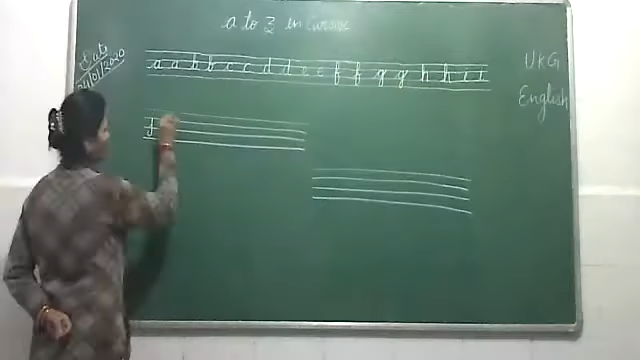 a to z in cursive
Date
24/01/2020
a a b b c c d d e e f f g g h h i i
UKG
English
j